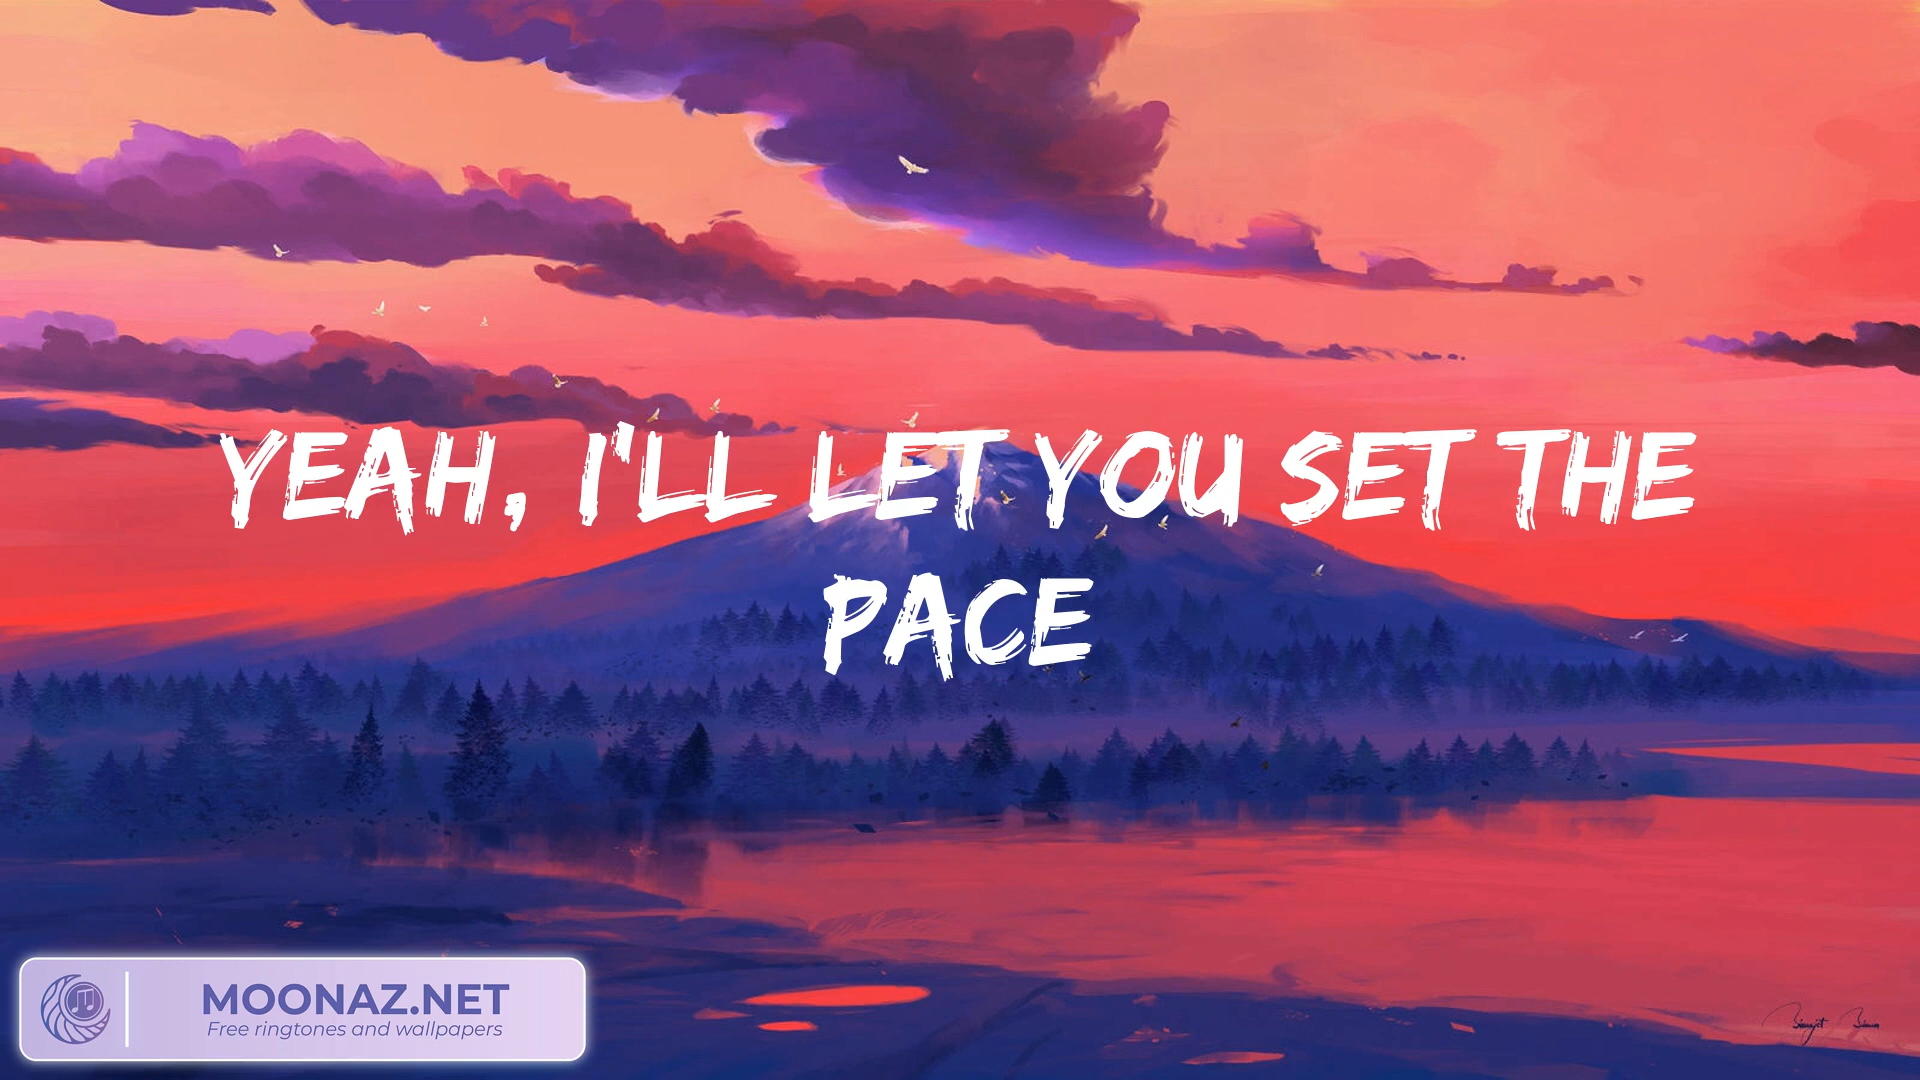 YEAH, I'LL LET YOU SET THE
PACE
MOONAZ.NET
Free ringtones and wallpapers